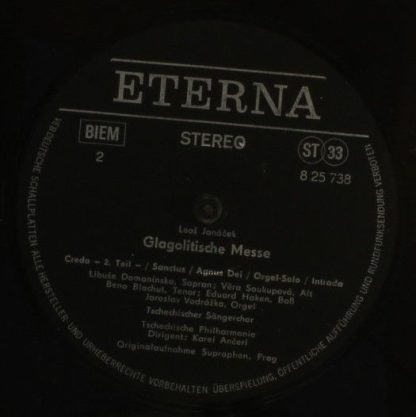 ETERNA
BIEM
STEREO
ST 33
2
8 25 738
Leoš Janáček
Glagolitische Messe
Credo – 2. Teil – / Sanctus / Agnus Dei / Orgel-Solo / Intrada
Libuše Domanínska, Sopran; Věra Soukupová, Alt
Beno Blachut, Tenor; Eduard Haken, Baß
Jaroslav Vodrážka, Orgel
Tschechischer Sängerchor
Tschechische Philharmonie
Dirigent: Karel Ančerl
Originalaufnahme Supraphon, Prag
VEB DEUTSCHE SCHALLPLATTEN ALLE HERSTELLER- UND URHEBERRECHTE VORBEHALTEN ÜBERSPIELUNG, ÖFFENTLICHE AUFFÜHRUNG UND RUNDFUNKSENDUNG VERBOTEN